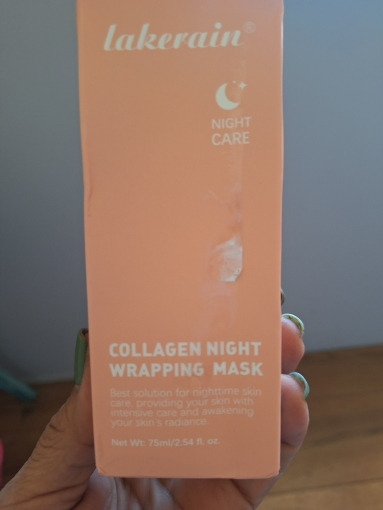 lakerain®
NIGHT
CARE
COLLAGEN NIGHT
WRAPPING MASK
Best solution for nighttime skin
care, providing your skin with
intensive care and awakening
your skin's radiance.
Net Wt: 75ml/2.54 fl. oz.